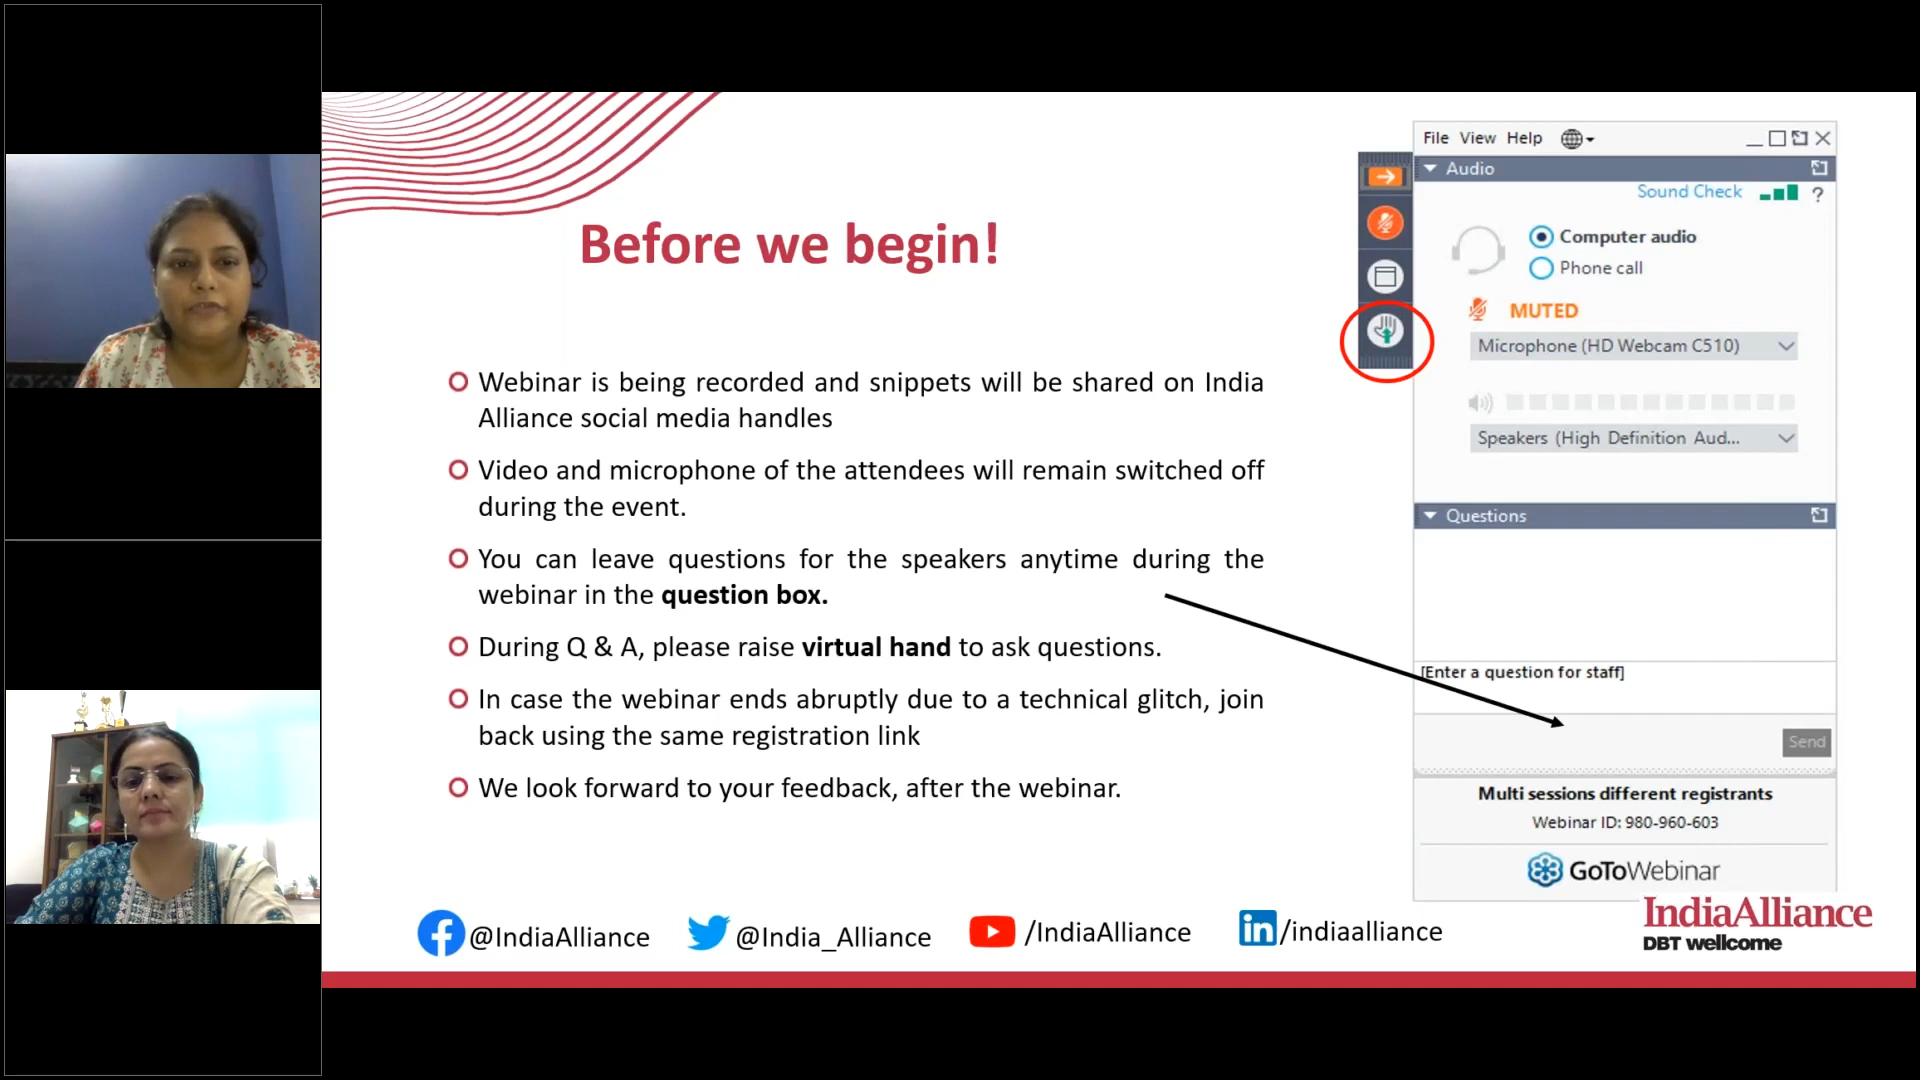 Before we begin!
Webinar is being recorded and snippets will be shared on India
Alliance social media handles
Video and microphone of the attendees will remain switched off
during the event.
You can leave questions for the speakers anytime during the
webinar in the question box.
During Q & A, please raise virtual hand to ask questions.
In case the webinar ends abruptly due to a technical glitch, join
back using the same registration link
We look forward to your feedback, after the webinar.
File View Help
Audio
Sound Check ?
Computer audio
Phone call
MUTED
Microphone (HD Webcam C510)
Speakers (High Definition Aud...
Questions
[Enter a question for staff]
Send
Multi sessions different registrants
Webinar ID: 980-960-603
GoToWebinar
@IndiaAlliance @India_Alliance /IndiaAlliance in/indiaalliance
IndiaAlliance
DBT wellcome